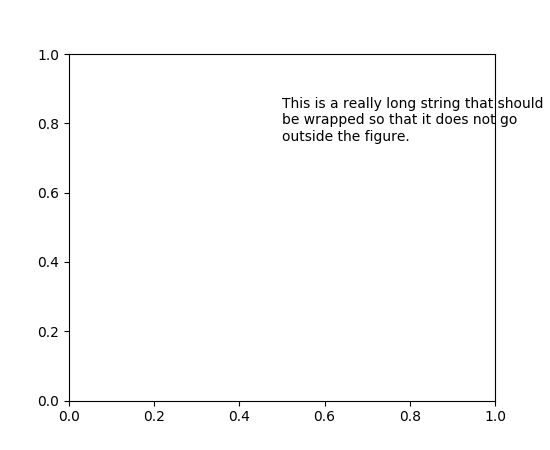 1.0
This is a really long string that should
be wrapped so that it does not go
outside the figure.
0.8
0.6
0.4
0.2
0.0
0.0 0.2 0.4 0.6 0.8 1.0